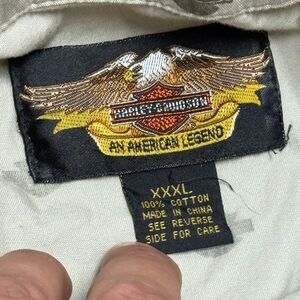 HARLEY-DAVIDSON
AN AMERICAN LEGEND
XXXL
100% COTTON
MADE IN CHINA
SEE REVERSE
SIDE FOR CARE